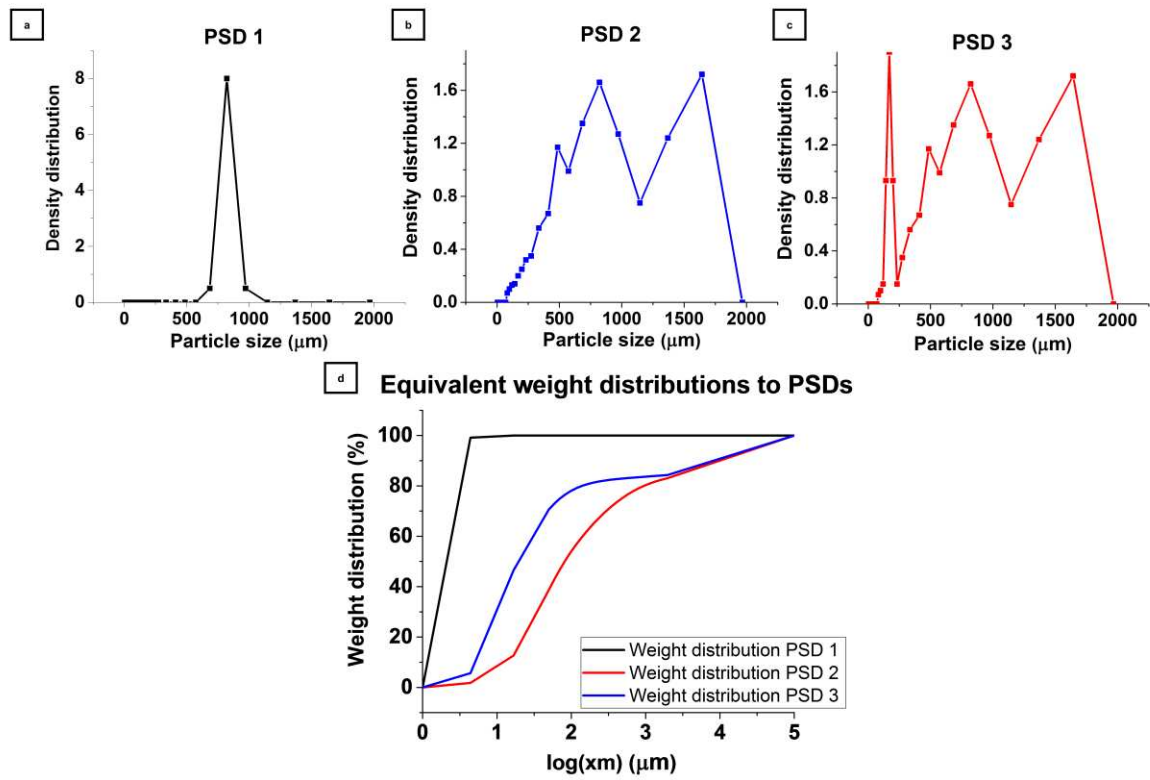 a
PSD 1
Density distribution
8
6
4
2
0
0 500 1000 1500 2000
Particle size (μm)
b
PSD 2
Density distribution
1.6
1.2
0.8
0.4
0.0
0 500 1000 1500 2000
Particle size (μm)
c
PSD 3
Density distribution
1.6
1.2
0.8
0.4
0.0
0 500 1000 1500 2000
Particle size (μm)
d
Equivalent weight distributions to PSDs
Weight distribution (%)
100
80
60
40
20
0
Weight distribution PSD 1
Weight distribution PSD 2
Weight distribution PSD 3
0 1 2 3 4 5
log(xm) (μm)